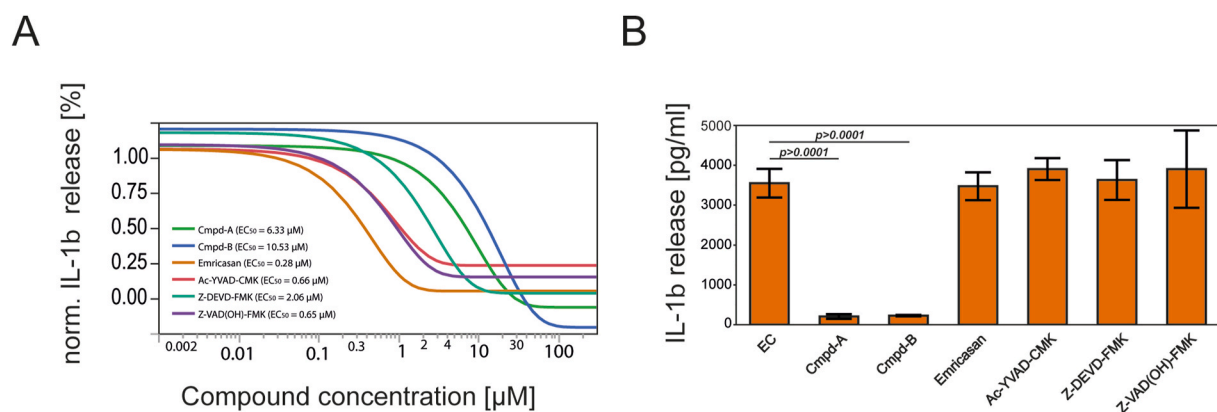 A
norm. IL-1b release [%]
1.00
0.75
0.50
0.25
0.00
Cmpd-A (EC50 = 6.33 µM)
Cmpd-B (EC50 = 10.53 µM)
Emricasan (EC50 = 0.28 µM)
Ac-YVAD-CMK (EC50 = 0.66 µM)
Z-DEVD-FMK (EC50 = 2.06 µM)
Z-VAD(OH)-FMK (EC50 = 0.65 µM)
0.002 0.01 0.1 0.3 1 2 4 10 30 100
Compound concentration [µM]
B
IL-1b release [pg/ml]
5000
4000
3000
2000
1000
0
p>0.0001
p>0.0001
EC
Cmpd-A
Cmpd-B
Emricasan
Ac-YVAD-CMK
Z-DEVD-FMK
Z-VAD(OH)-FMK